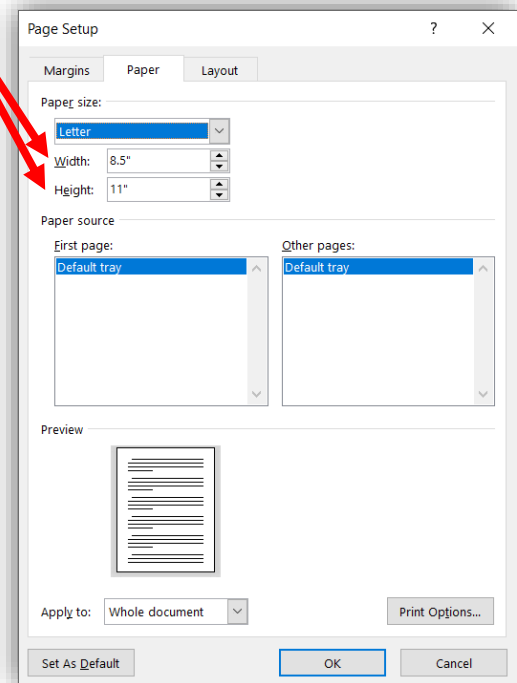 Page Setup ? ×
Margins Paper Layout
Paper size:
Letter
Width: 8.5"
Height: 11"
Paper source
First page: Other pages:
Default tray Default tray
Preview
Apply to: Whole document Print Options...
Set As Default OK Cancel